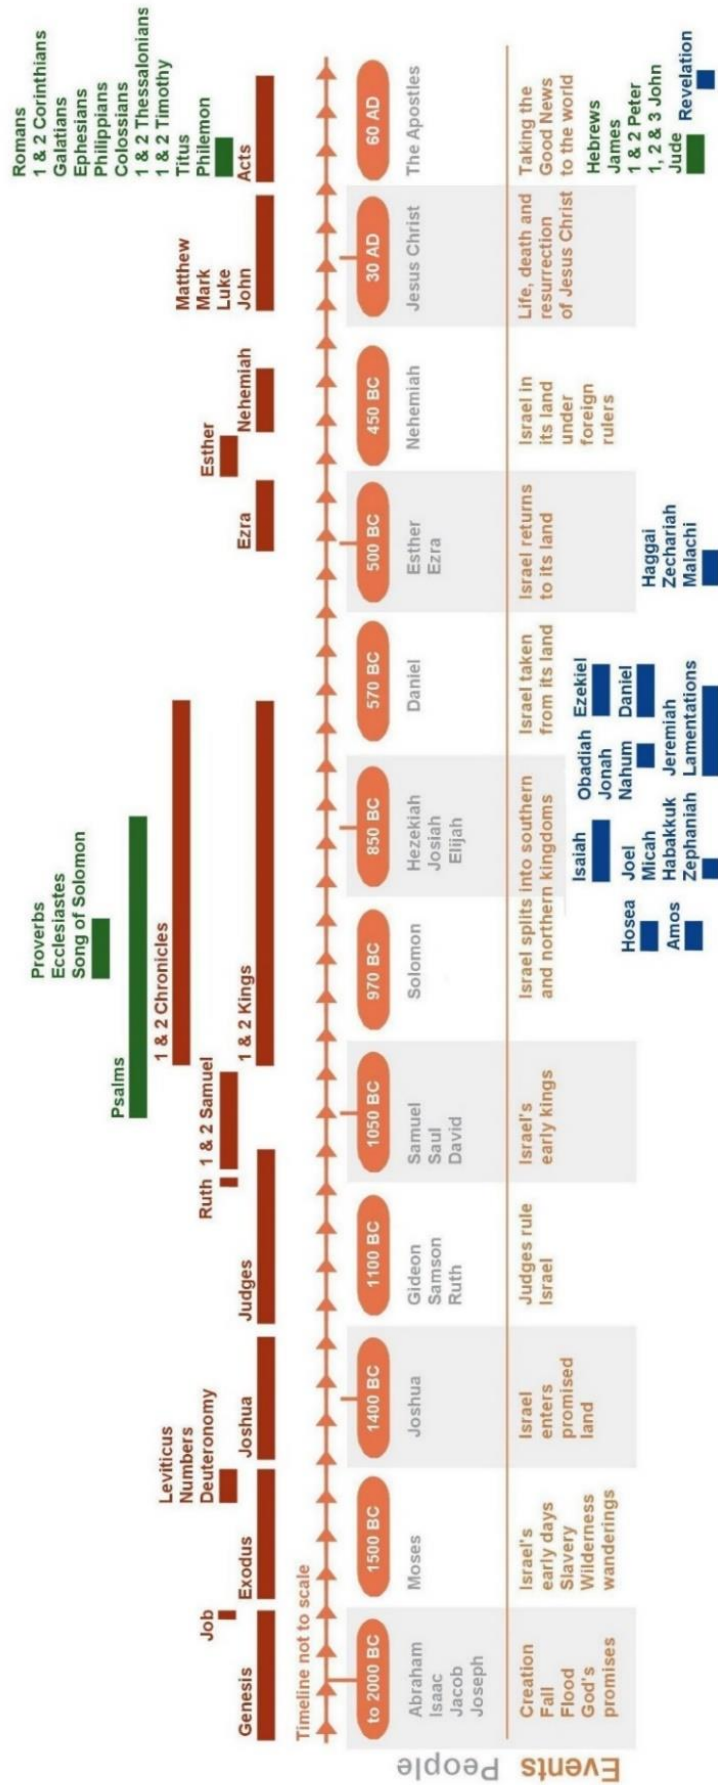 Proverbs
Ecclesiastes
Song of Solomon
Psalms
Romans
1 & 2 Corinthians
Galatians
Ephesians
Philippians
Colossians
1 & 2 Thessalonians
1 & 2 Timothy
Titus
Philemon
1 & 2 Chronicles
Leviticus
Numbers
Deuteronomy
Matthew
Mark
Luke
John
Job
Ruth
1 & 2 Samuel
Esther
Genesis
Exodus
Joshua
Judges
1 & 2 Kings
Ezra
Nehemiah
Acts
Timeline not to scale
to 2000 BC
1500 BC
1400 BC
1100 BC
1050 BC
970 BC
850 BC
570 BC
500 BC
450 BC
30 AD
60 AD
People
Abraham
Isaac
Jacob
Joseph
Moses
Joshua
Gideon
Samson
Ruth
Samuel
Saul
David
Solomon
Hezekiah
Josiah
Elijah
Daniel
Esther
Ezra
Nehemiah
Jesus Christ
The Apostles
Events
Creation
Fall
Flood
God's
promises
Israel's
early days
Slavery
Wilderness
wanderings
Israel
enters
promised
land
Judges rule
Israel
Israel's
early kings
Israel splits into southern
and northern kingdoms
Israel taken
from its land
Israel returns
to its land
Israel in
its land
under
foreign
rulers
Life, death and
resurrection
of Jesus Christ
Taking the
Good News
to the world
Hosea
Amos
Isaiah
Joel
Micah
Habakkuk
Zephaniah
Obadiah
Jonah
Nahum
Jeremiah
Lamentations
Ezekiel
Daniel
Haggai
Zechariah
Malachi
Hebrews
James
1 & 2 Peter
1, 2 & 3 John
Jude
Revelation